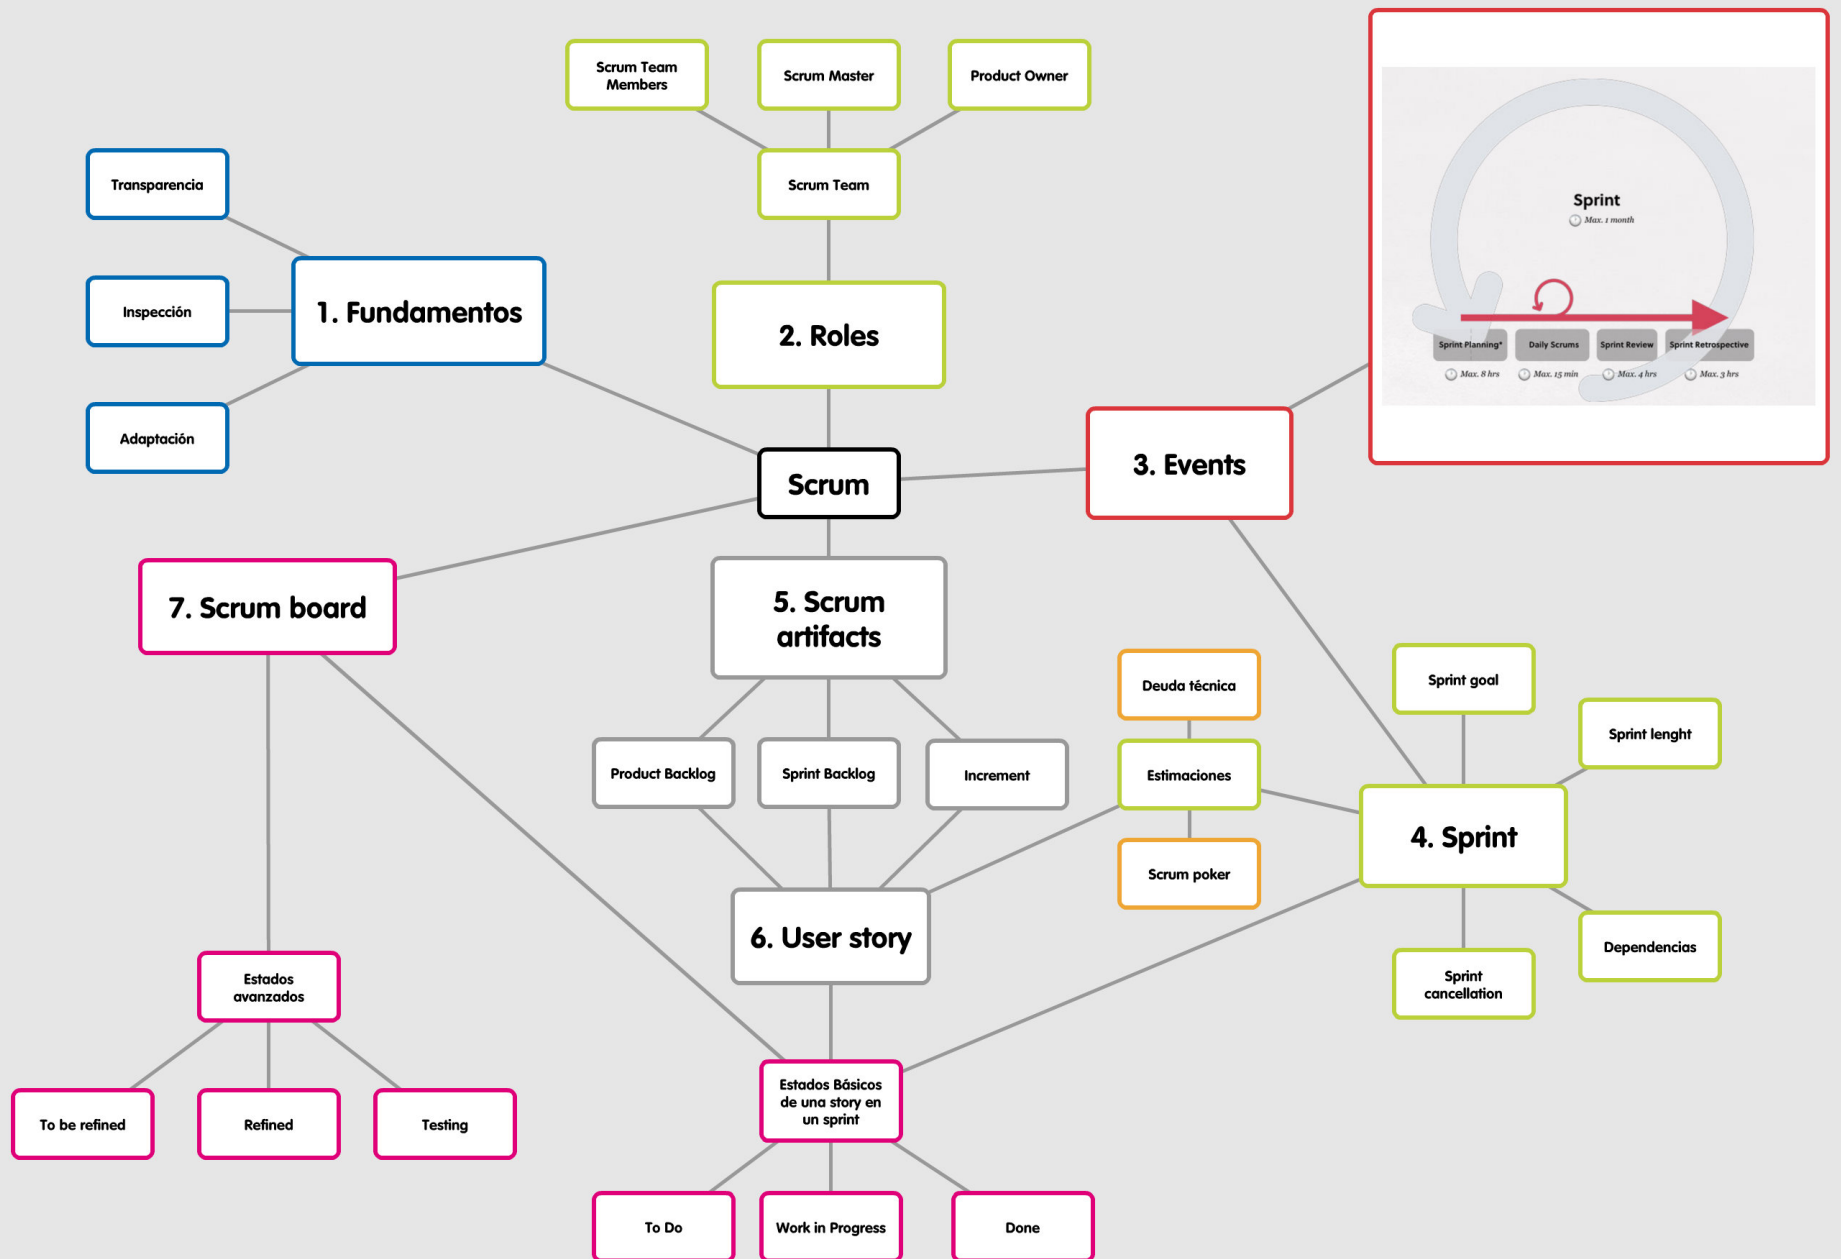 Scrum Team
Members
Scrum Master
Product Owner
Scrum Team
Transparencia
Inspección
Adaptación
1. Fundamentos
2. Roles
Sprint
Max. 1 month
Sprint Planning*
Daily Scrums
Sprint Review
Sprint Retrospective
Max. 8 hrs
Max. 15 min
Max. 4 hrs
Max. 3 hrs
3. Events
Scrum
7. Scrum board
5. Scrum
artifacts
Product Backlog
Sprint Backlog
Increment
Deuda técnica
Estimaciones
Scrum poker
Sprint goal
Sprint lenght
4. Sprint
Dependencias
Sprint
cancellation
6. User story
Estados
avanzados
To be refined
Refined
Testing
Estados Básicos
de una story en
un sprint
To Do
Work in Progress
Done